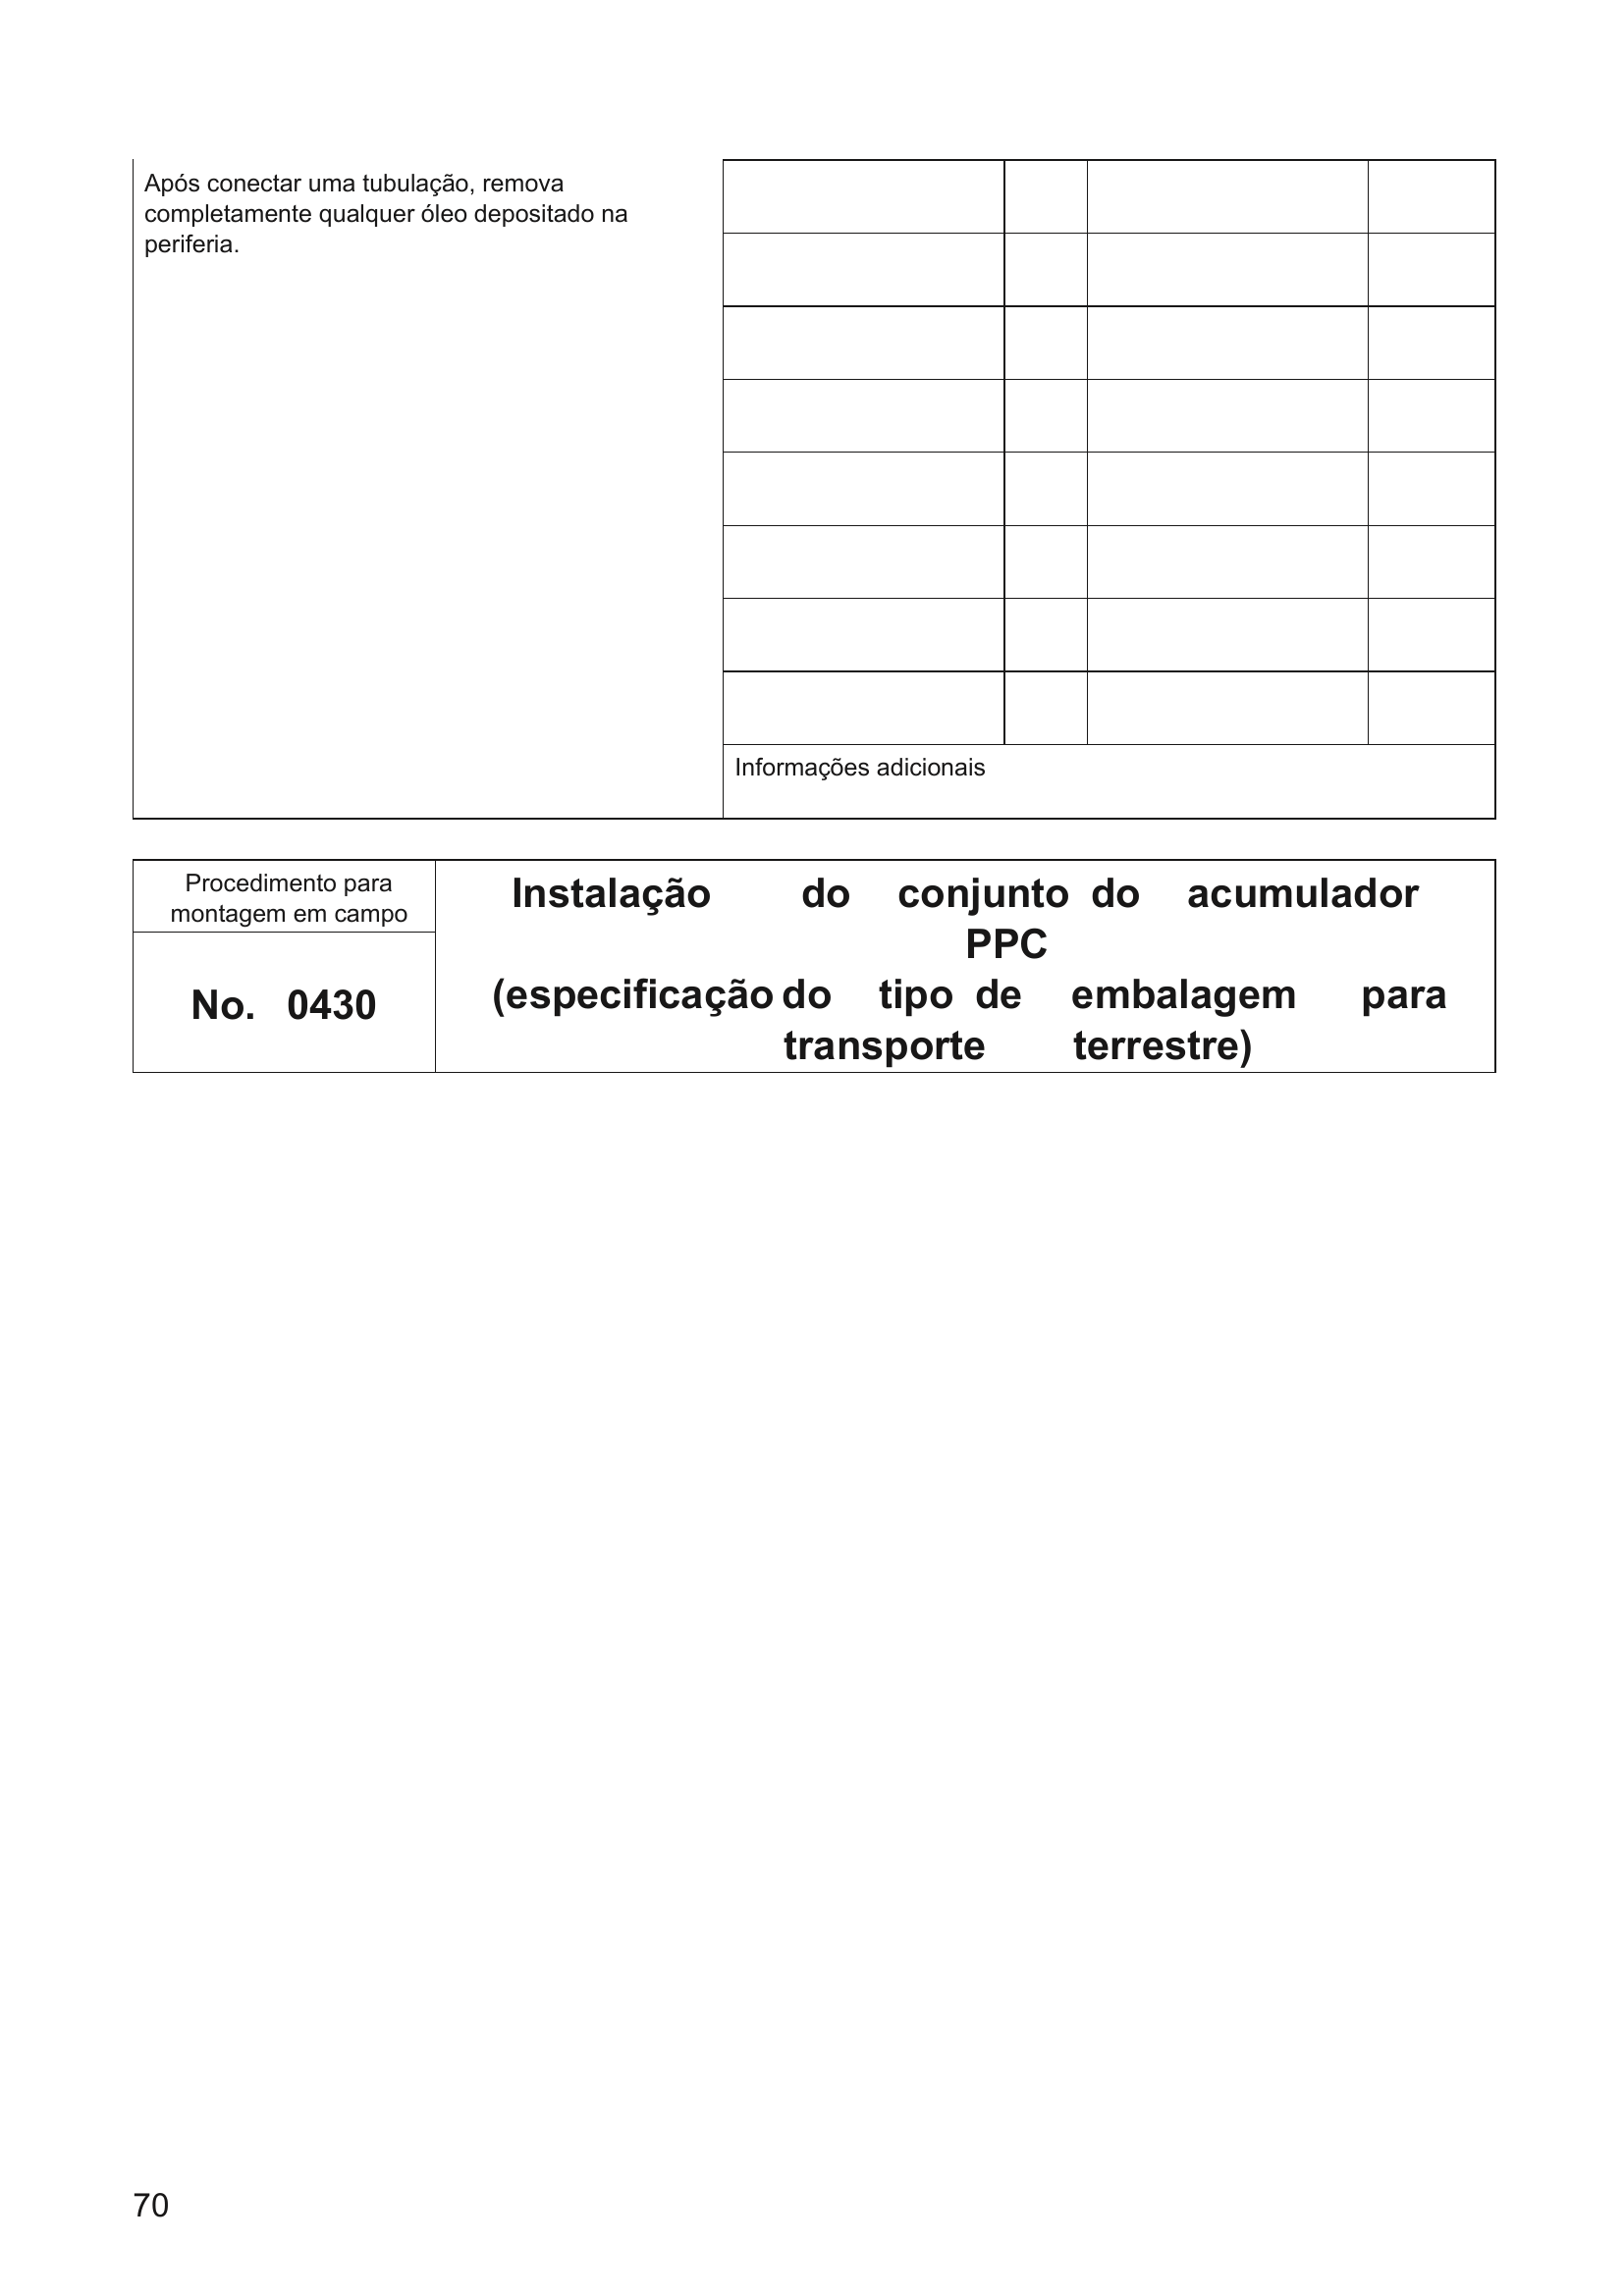 Após conectar uma tubulação, remova
completamente qualquer óleo depositado na
periferia.
Informações adicionais
Procedimento para
montagem em campo
No. 0430
Instalação do conjunto do acumulador
PPC
(especificação do tipo de embalagem para
transporte terrestre)
70